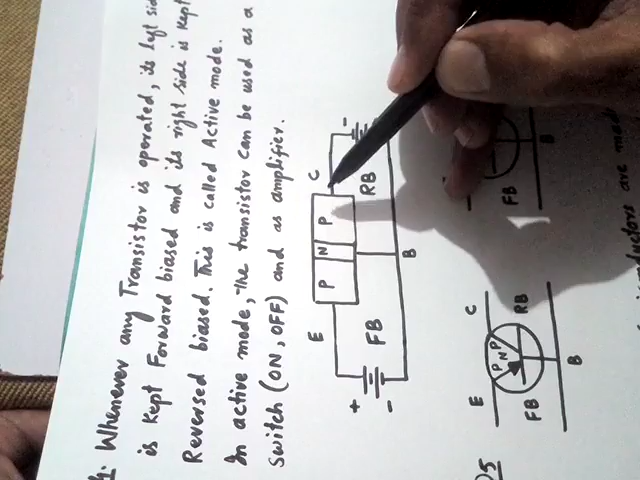 4. Whenever any Transistor is operated, its left side
is kept Forward biased and its right side is kept
Reversed biased. This is called Active mode.
In active mode, the transistor can be used as a
switch (ON, OFF) and as amplifier.
E C
P N P
+ - FB RB -
B
E C
P N P
FB RB
B
FB
B